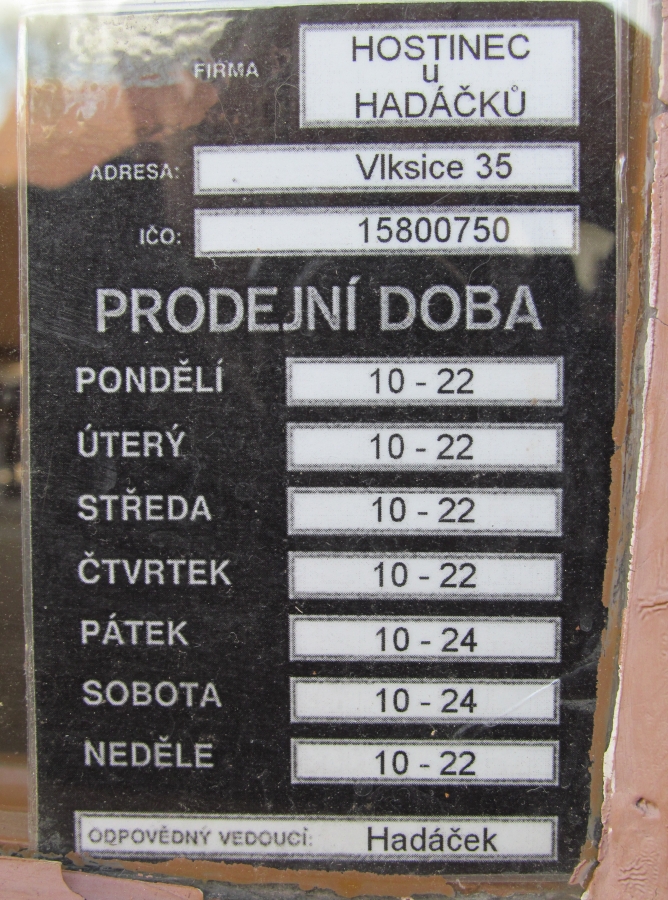 FIRMA HOSTINEC
u
HADÁČKŮ
ADRESA: Vlksice 35
IČO: 15800750
PRODEJNÍ DOBA
PONDĚLÍ 10 - 22
ÚTERÝ 10 - 22
STŘEDA 10 - 22
ČTVRTEK 10 - 22
PÁTEK 10 - 24
SOBOTA 10 - 24
NEDĚLE 10 - 22
ODPOVĚDNÝ VEDOUCÍ: Hadáček